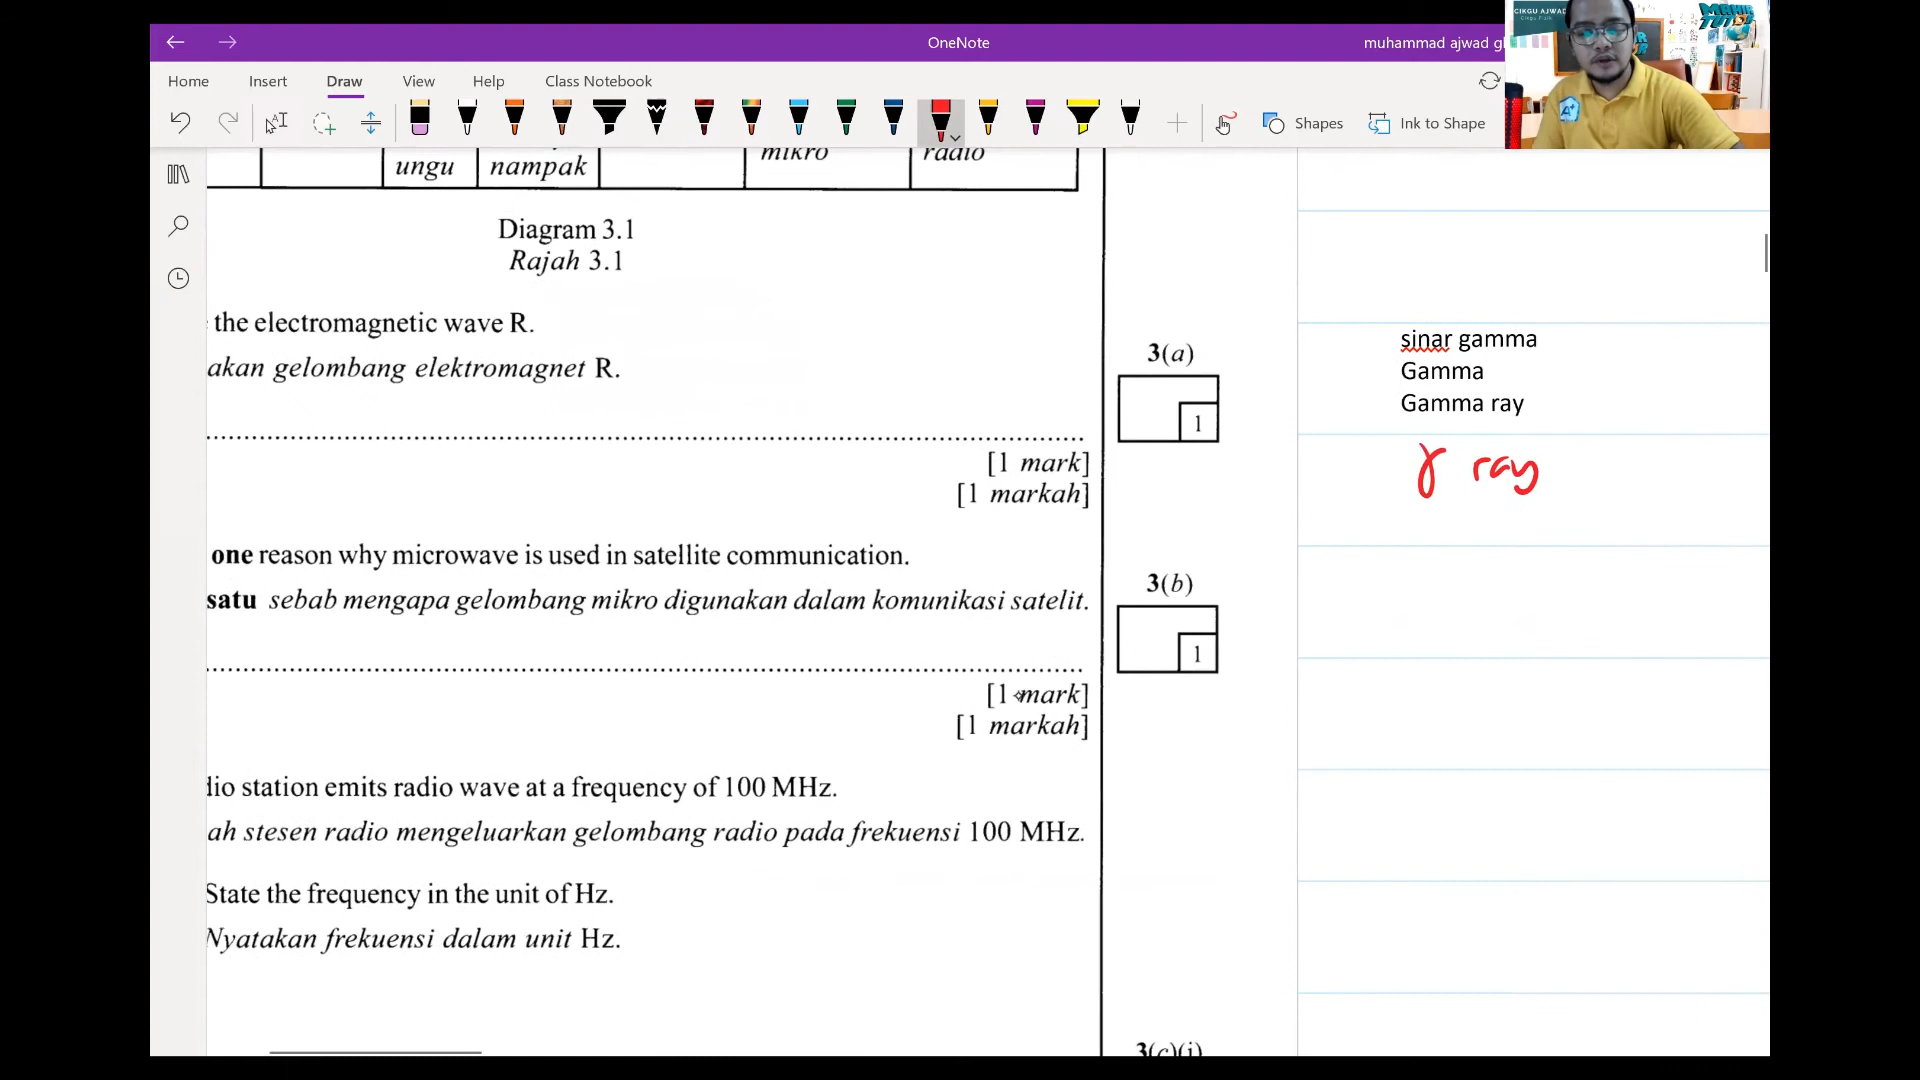 OneNote
muhammad ajwad
CIKGU AJWAD
Home Insert Draw View Help Class Notebook
Shapes Ink to Shape
ungu nampak mikro radio
Diagram 3.1
Rajah 3.1
the electromagnetic wave R.
akan gelombang elektromagnet R.
3(a)
1
[1 mark]
[1 markah]
one reason why microwave is used in satellite communication.
satu sebab mengapa gelombang mikro digunakan dalam komunikasi satelit.
3(b)
1
[1 mark]
[1 markah]
dio station emits radio wave at a frequency of 100 MHz.
ah stesen radio mengeluarkan gelombang radio pada frekuensi 100 MHz.
State the frequency in the unit of Hz.
Nyatakan frekuensi dalam unit Hz.
3(c)(i)
sinar gamma
Gamma
Gamma ray
γ ray